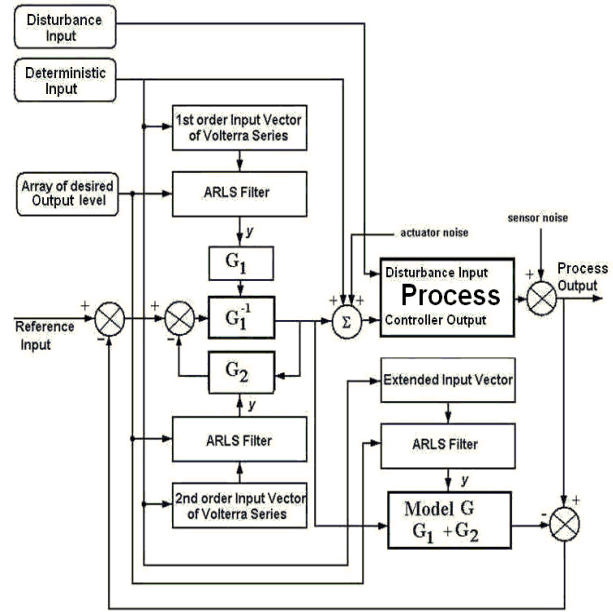 Disturbance
Input
Deterministic
Input
1st order Input Vector
of Volterra Series
Array of desired
Output level
ARLS Filter
y
G1
actuator noise
sensor noise
+
+
+
Disturbance Input
Process
Controller Output
+
Process
Output
+
Reference
Input
-
+
-
G1^-1
Σ
G2
y
Extended Input Vector
ARLS Filter
ARLS Filter
y
2nd order Input Vector
of Volterra Series
Model G
G1 + G2
-
+